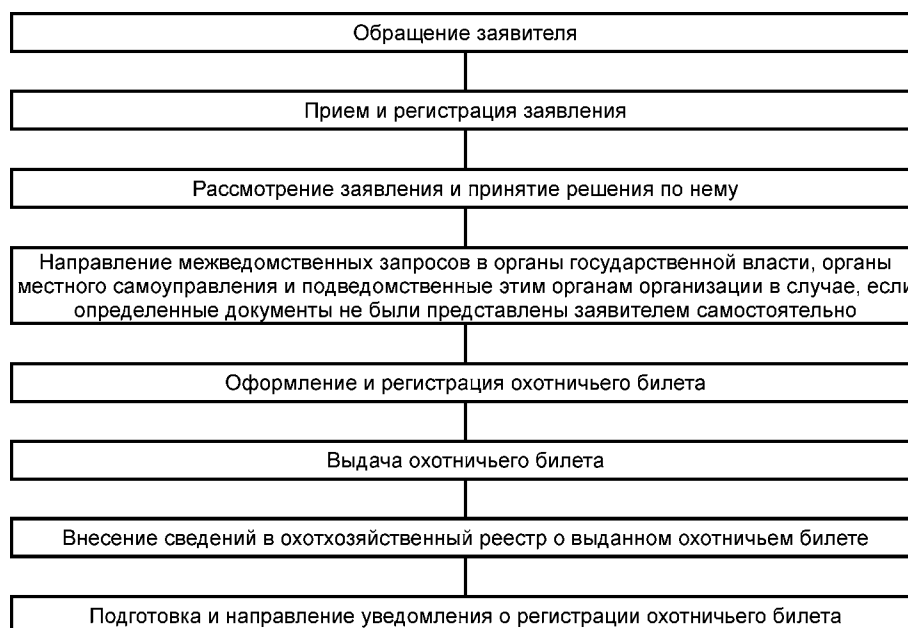 Обращение заявителя
Прием и регистрация заявления
Рассмотрение заявления и принятие решения по нему
Направление межведомственных запросов в органы государственной власти, органы
местного самоуправления и подведомственные этим органам организации в случае, если
определенные документы не были представлены заявителем самостоятельно
Оформление и регистрация охотничьего билета
Выдача охотничьего билета
Внесение сведений в охотхозяйственный реестр о выданном охотничьем билете
Подготовка и направление уведомления о регистрации охотничьего билета